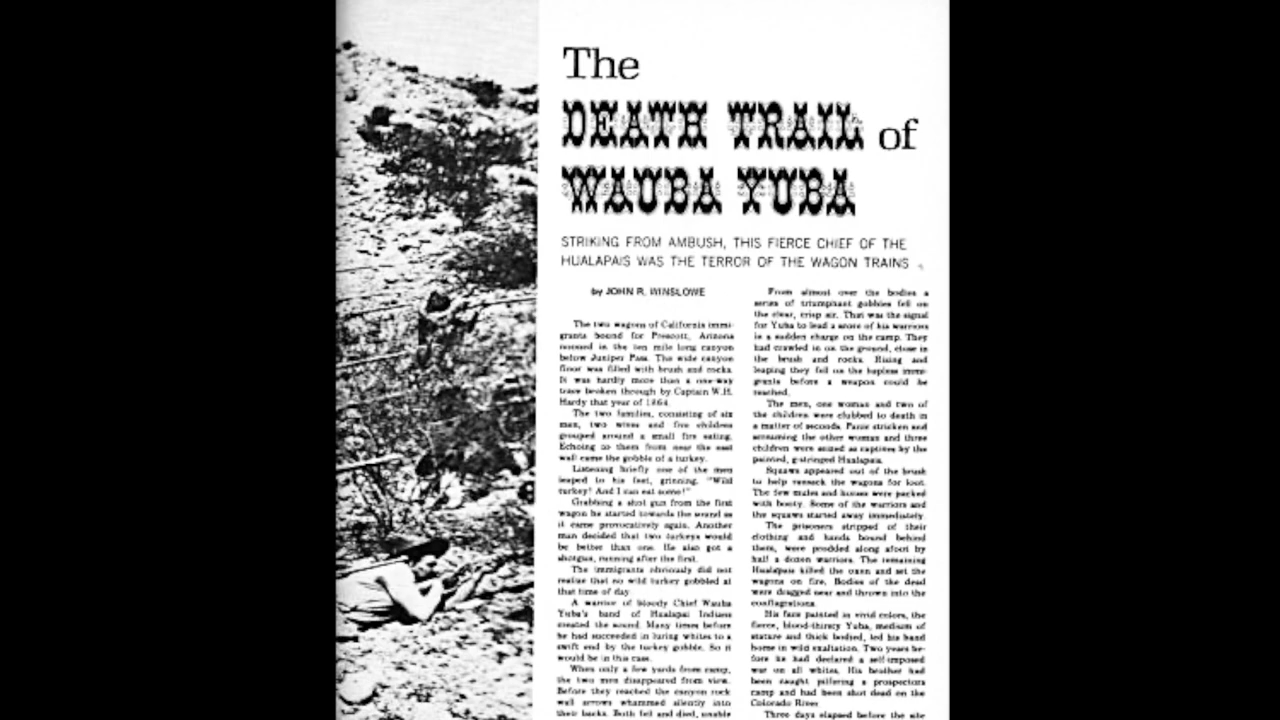 The
DEATH TRAIL of
WAUBA YUBA
STRIKING FROM AMBUSH, THIS FIERCE CHIEF OF THE
HUALAPAIS WAS THE TERROR OF THE WAGON TRAINS
by JOHN R. WINSLOWE
The two wagons of California immi-
grants bound for Prescott, Arizona
nooned in the ten mile long canyon
below Juniper Pass. The wide canyon
floor was filled with brush and rocks.
It was hardly more than a one-way
trace broken through by Captain W.H.
Hardy that year of 1864.
The two families, consisting of six
men, two wives and five children
grouped around a small fire eating.
Echoing to them from near the east
wall came the gobble of a turkey.
Listening briefly one of the men
leaped to his feet, grinning. "Wild
turkey! And I can eat some!"
Grabbing a shot gun from the first
wagon he started towards the sound as
it came provocatively again. Another
man decided that two turkeys would
be better than one. He also got a
shotgun, running after the first.
The immigrants obviously did not
realize that no wild turkey gobbled at
that time of day.
A warrior of bloody Chief Wauba
Yuba's band of Hualapai Indians
created the sound. Many times before
he had succeeded in luring whites to a
swift end by the turkey gobble. So it
would be in this case.
When only a few yards from camp,
the two men disappeared from view.
Before they reached the canyon rock
wall arrows whammed silently into
their backs. Both fell and died, unable
From almost over the bodies a
series of triumphant gobbles fell on
the clear, crisp air. That was the signal
for Yuba to lead a score of his warriors
in a sudden charge on the camp. They
had crawled in on the ground, close in
the brush and rocks. Rising and
leaping they fell on the hapless immi-
grants before a weapon could be
reached.
The men, one woman and two of
the children were clubbed to death in
a matter of seconds. Panic stricken and
screaming the other woman and three
children were seized as captives by the
painted, g-stringed Hualapais.
Squaws appeared out of the brush
to help ransack the wagons for loot.
The few mules and horses were packed
with booty. Some of the warriors and
the squaws started away immediately.
The prisoners stripped of their
clothing and hands bound behind
them, were prodded along afoot by
half a dozen warriors. The remaining
Hualapais killed the oxen and set the
wagons on fire. Bodies of the dead
were dragged near and thrown into the
conflagrations.
His face painted in vivid colors, the
fierce, blood-thirsty Yuba, medium of
stature and thick bodied, led his band
home in wild exaltation. Two years be-
fore he had declared a self-imposed
war on all whites. His brother had
been caught pilfering a prospectors
camp and had been shot dead on the
Colorado River.
Three days elapsed before the site